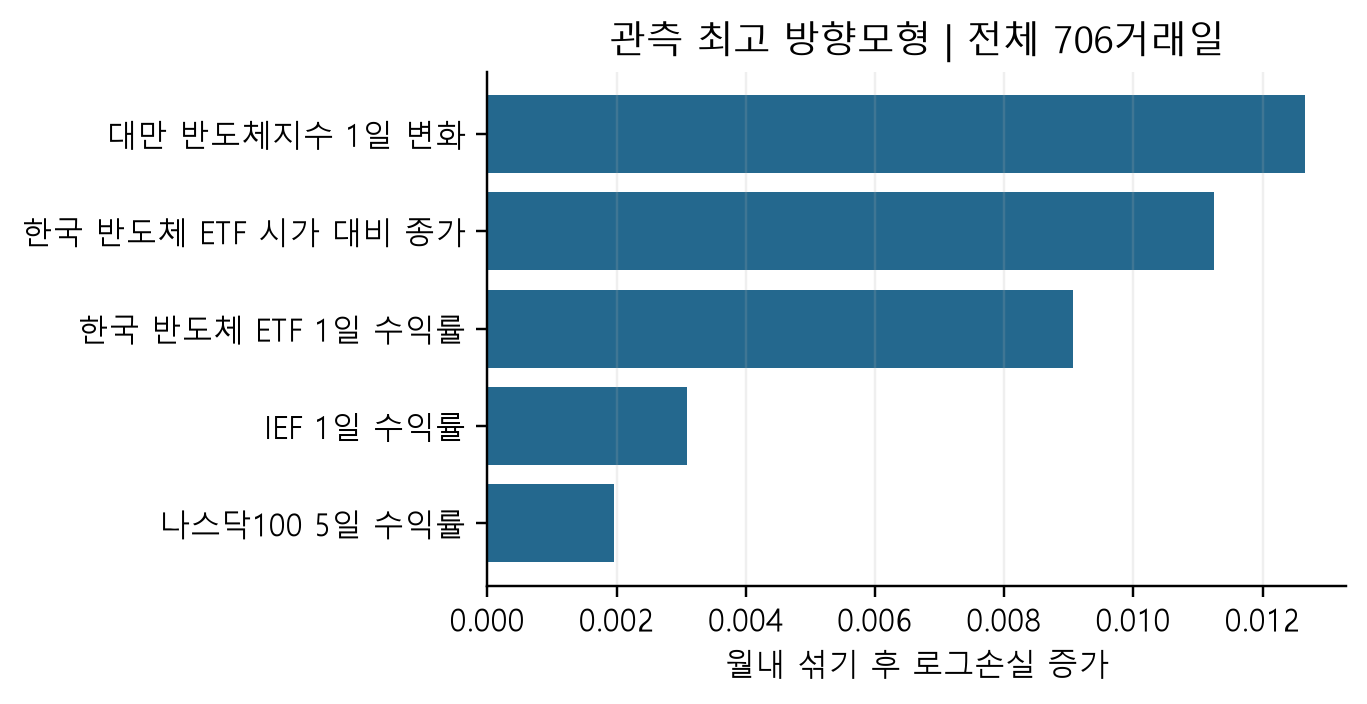 관측 최고 방향모형 | 전체 706거래일
대만 반도체지수 1일 변화
한국 반도체 ETF 시가 대비 종가
한국 반도체 ETF 1일 수익률
IEF 1일 수익률
나스닥100 5일 수익률
0.000 0.002 0.004 0.006 0.008 0.010 0.012
월내 섞기 후 로그손실 증가